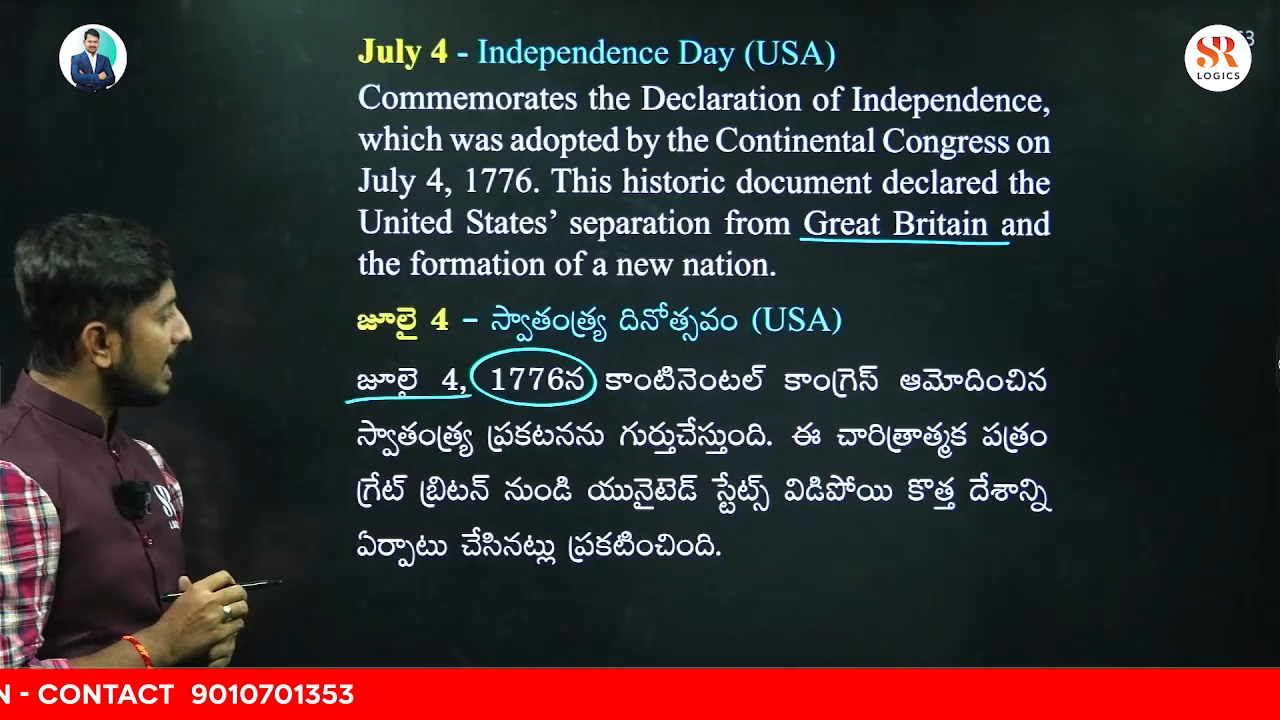 July 4 - Independence Day (USA)
Commemorates the Declaration of Independence,
which was adopted by the Continental Congress on
July 4, 1776. This historic document declared the
United States’ separation from Great Britain and
the formation of a new nation.
జూలై 4 – స్వాతంత్ర్య దినోత్సవం (USA)
జూలై 4, 1776న కాంటినెంటల్ కాంగ్రెస్ ఆమోదించిన
స్వాతంత్ర్య ప్రకటనను గుర్తుచేస్తుంది. ఈ చారిత్రాత్మక పత్రం
గ్రేట్ బ్రిటన్ నుండి యునైటెడ్ స్టేట్స్ విడిపోయి కొత్త దేశాన్ని
ఏర్పాటు చేసినట్లు ప్రకటించింది.
SR
LOGICS
3
SR
N - CONTACT 9010701353